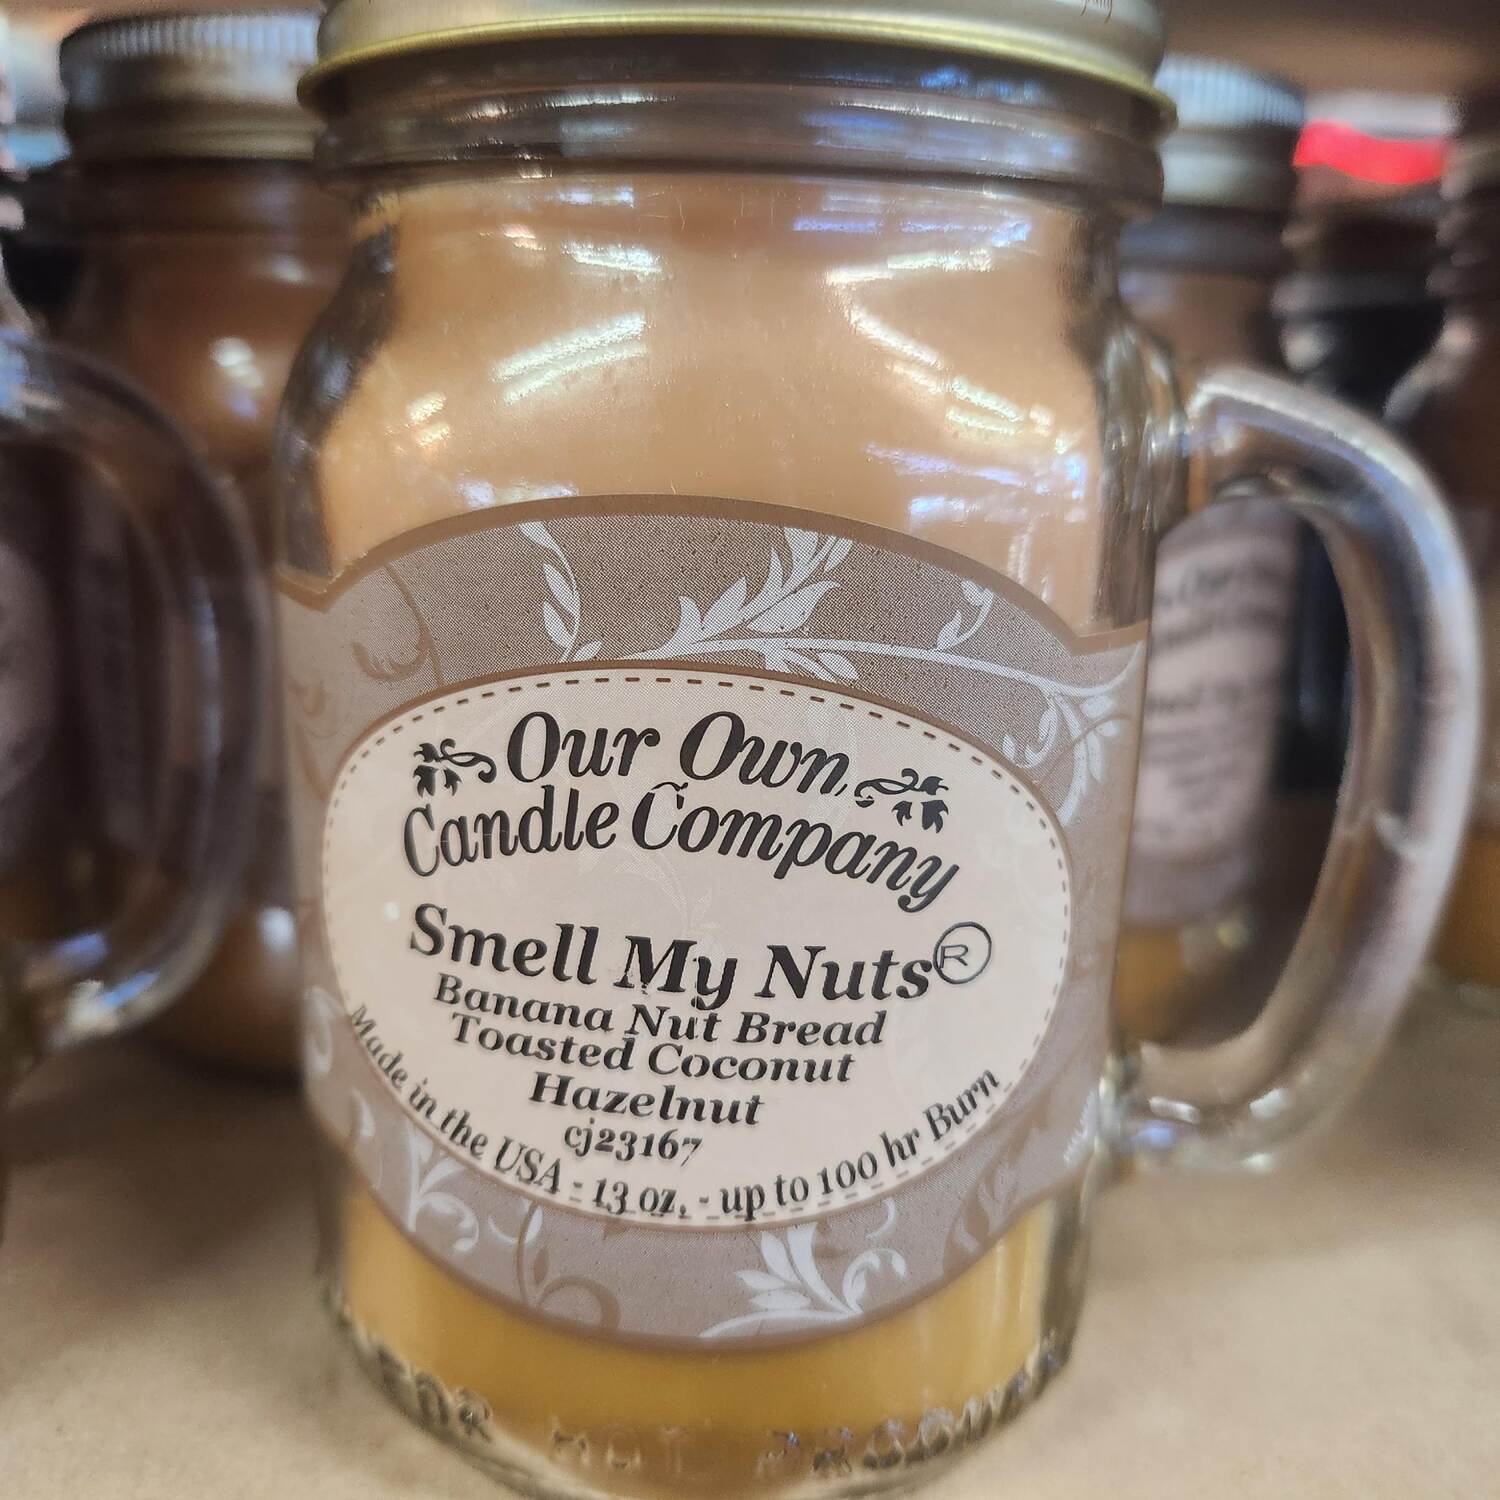 Our Own
Candle Company
Smell My Nuts®
Banana Nut Bread
Toasted Coconut
Hazelnut
cj23167
Made in the USA - 13 oz. - up to 100 hr Burn
NOT